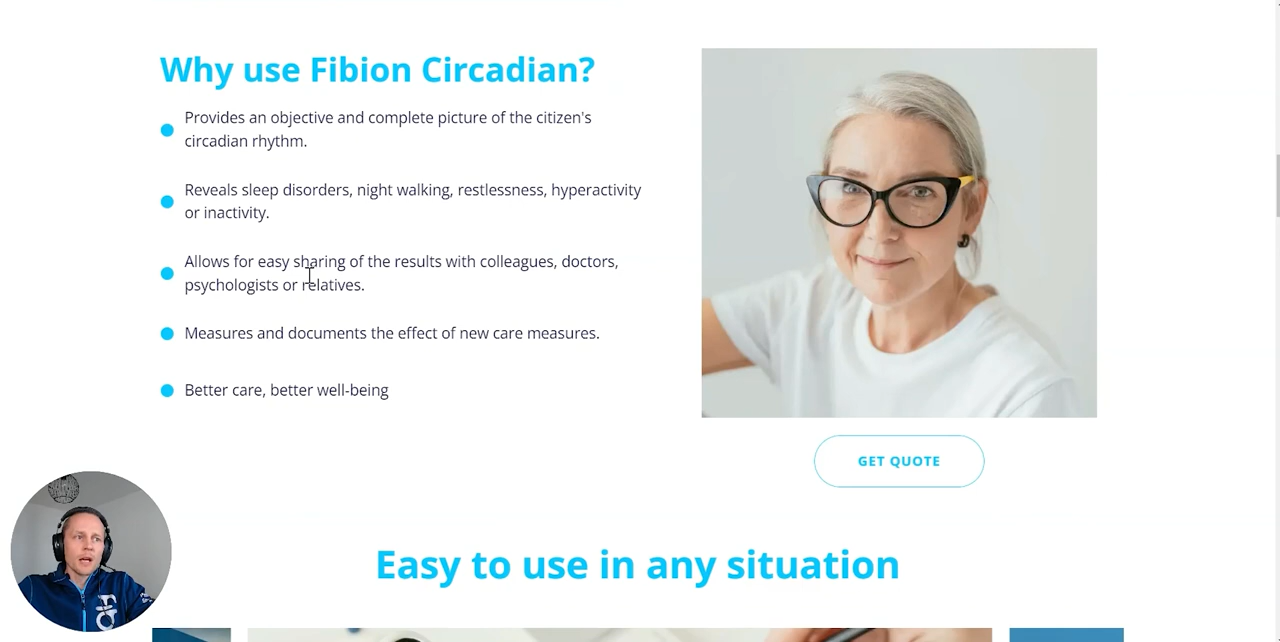 Why use Fibion Circadian?
Provides an objective and complete picture of the citizen's
circadian rhythm.
Reveals sleep disorders, night walking, restlessness, hyperactivity
or inactivity.
Allows for easy sharing of the results with colleagues, doctors,
psychologists or relatives.
Measures and documents the effect of new care measures.
Better care, better well-being
GET QUOTE
Easy to use in any situation